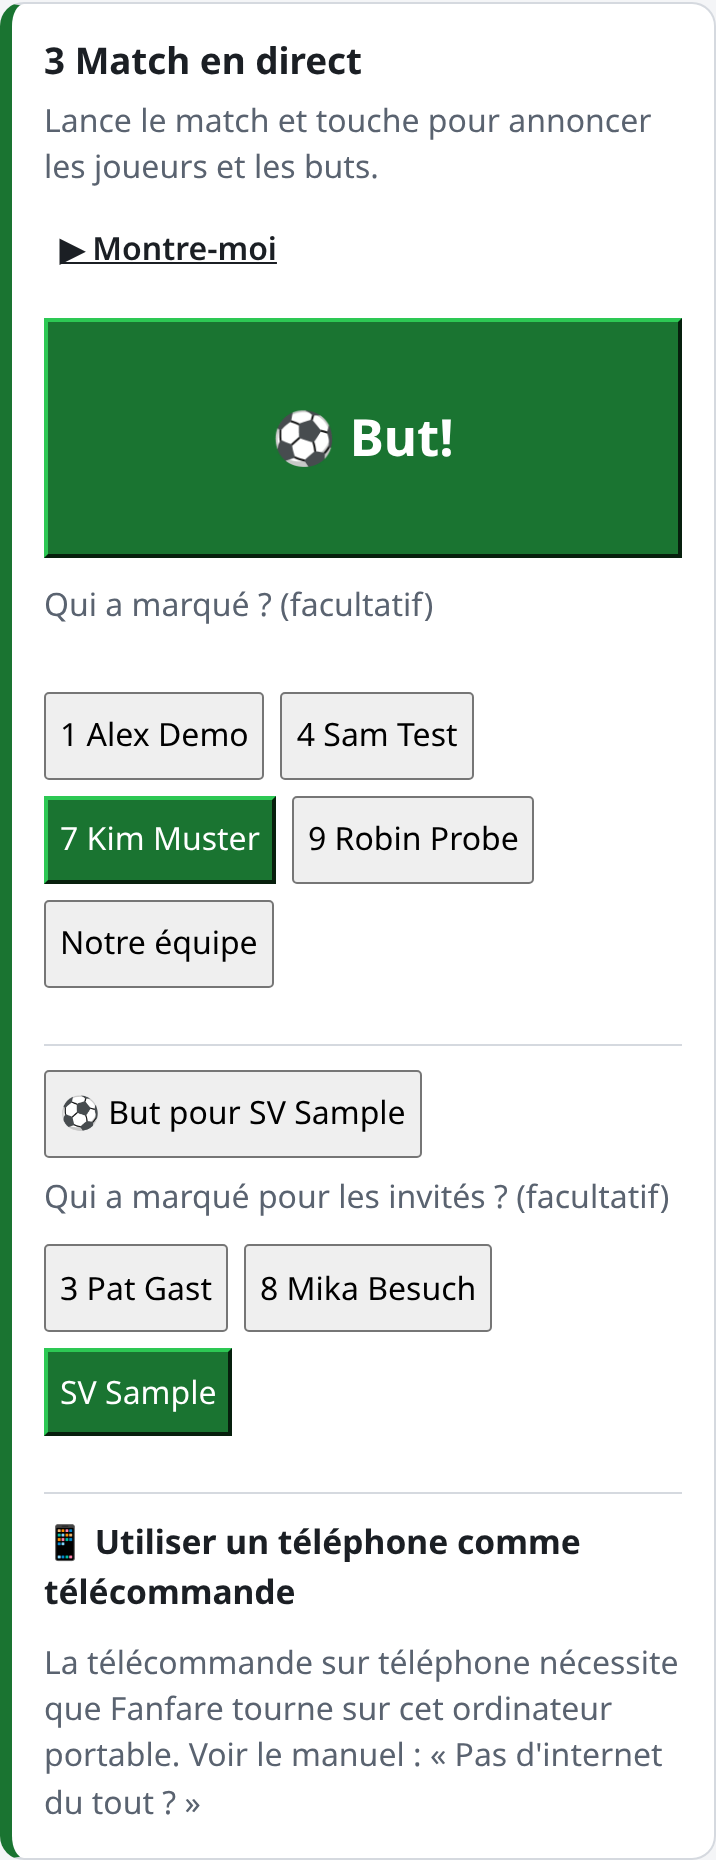 3 Match en direct
Lance le match et touche pour annoncer
les joueurs et les buts.
▶ Montre-moi
⚽ But!
Qui a marqué ? (facultatif)
1 Alex Demo
4 Sam Test
7 Kim Muster
9 Robin Probe
Notre équipe
⚽ But pour SV Sample
Qui a marqué pour les invités ? (facultatif)
3 Pat Gast
8 Mika Besuch
SV Sample
📱 Utiliser un téléphone comme
télécommande
La télécommande sur téléphone nécessite
que Fanfare tourne sur cet ordinateur
portable. Voir le manuel : « Pas d'internet
du tout ? »